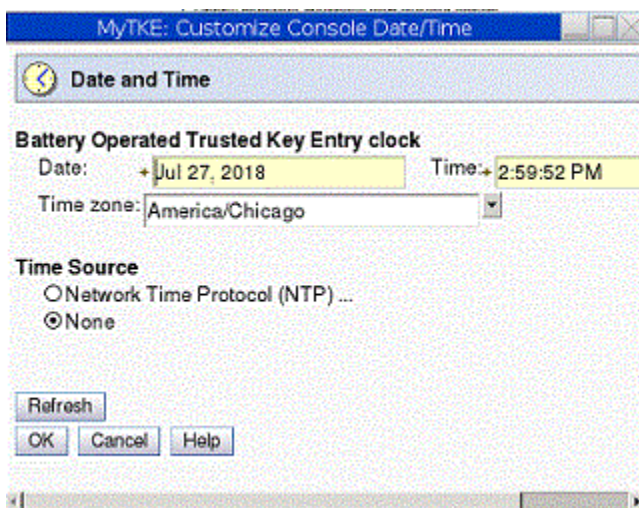 MyTKE: Customize Console Date/Time
Date and Time
Battery Operated Trusted Key Entry clock
Date: Jul 27, 2018 Time: 2:59:52 PM
Time zone: America/Chicago
Time Source
Network Time Protocol (NTP) ...
None
Refresh
OK Cancel Help